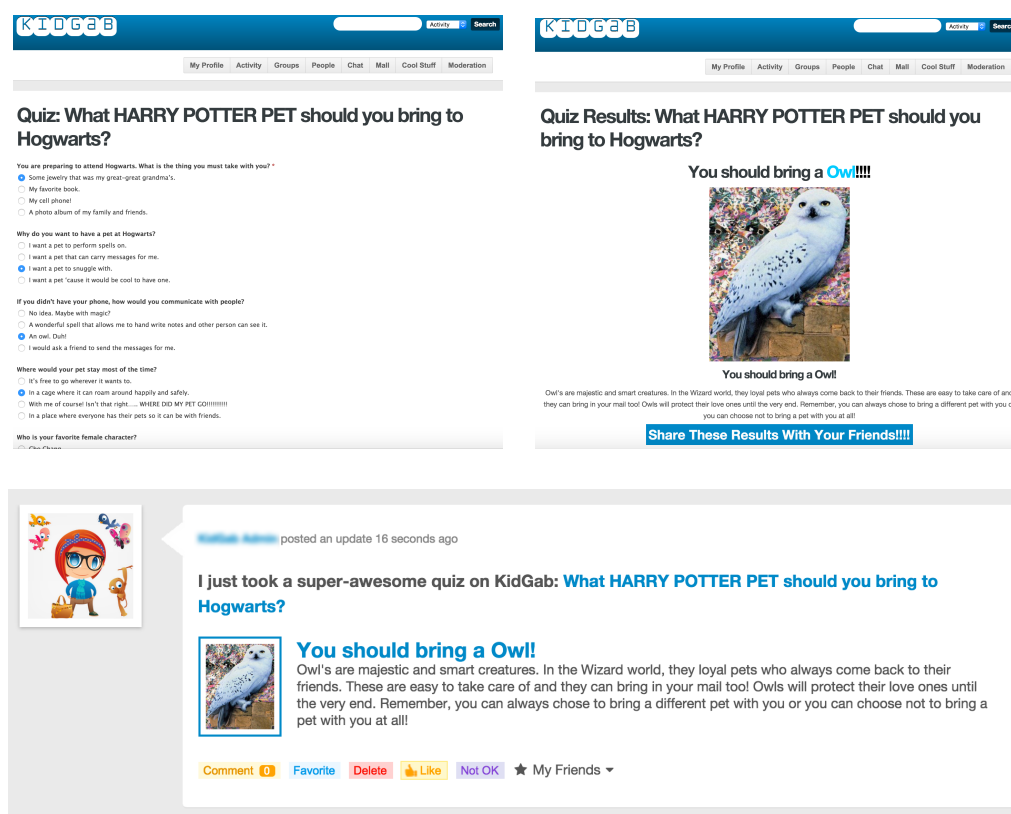 KIDGaB
Activity
Search
My Profile Activity Groups People Chat Mall Cool Stuff Moderation
Quiz: What HARRY POTTER PET should you bring to
Hogwarts?
You are preparing to attend Hogwarts. What is the thing you must take with you? *
Some jewelry that was my great-great grandma's.
My favorite book.
My cell phone!
A photo album of my family and friends.
Why do you want to have a pet at Hogwarts?
I want a pet to perform spells on.
I want a pet that can carry messages for me.
I want a pet to snuggle with.
I want a pet 'cause it would be cool to have one.
If you didn't have your phone, how would you communicate with people?
No idea. Maybe with magic?
A wonderful spell that allows me to hand write notes and other person can see it.
An owl. Duh!
I would ask a friend to send the messages for me.
Where would your pet stay most of the time?
It's free to go wherever it wants to.
In a cage where it can roam around happily and safely.
With me of course! Isn't that right..... WHERE DID MY PET GO!!!!!!!!!!!
In a place where everyone has their pets so it can be with friends.
Who is your favorite female character?
Cho Chang
KIDGaB
Activity
Searc
My Profile Activity Groups People Chat Mall Cool Stuff Moderation
Quiz Results: What HARRY POTTER PET should you
bring to Hogwarts?
You should bring a Owl!!!!
You should bring a Owl!
Owl's are majestic and smart creatures. In the Wizard world, they loyal pets who always come back to their friends. These are easy to take care of and
they can bring in your mail too! Owls will protect their love ones until the very end. Remember, you can always chose to bring a different pet with you o
you can choose not to bring a pet with you at all!
Share These Results With Your Friends!!!!
posted an update 16 seconds ago
I just took a super-awesome quiz on KidGab: What HARRY POTTER PET should you bring to
Hogwarts?
You should bring a Owl!
Owl's are majestic and smart creatures. In the Wizard world, they loyal pets who always come back to their
friends. These are easy to take care of and they can bring in your mail too! Owls will protect their love ones until
the very end. Remember, you can always chose to bring a different pet with you or you can choose not to bring a
pet with you at all!
Comment 0 Favorite Delete Like Not OK My Friends